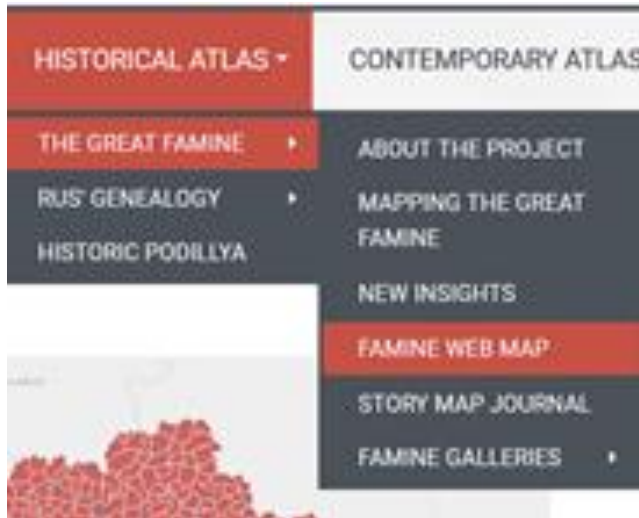 HISTORICAL ATLAS
CONTEMPORARY ATLAS
THE GREAT FAMINE
RUS' GENEALOGY
HISTORIC PODILLYA
ABOUT THE PROJECT
MAPPING THE GREAT
FAMINE
NEW INSIGHTS
FAMINE WEB MAP
STORY MAP JOURNAL
FAMINE GALLERIES